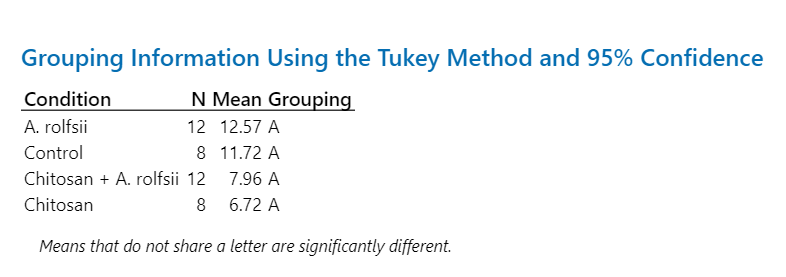 Grouping Information Using the Tukey Method and 95% Confidence
Condition N Mean Grouping
A. rolfsii 12 12.57 A
Control 8 11.72 A
Chitosan + A. rolfsii 12 7.96 A
Chitosan 8 6.72 A
Means that do not share a letter are significantly different.